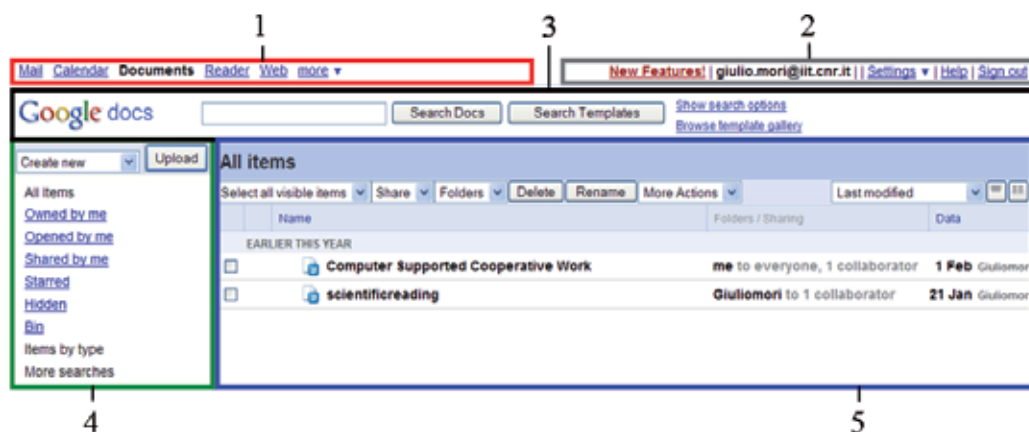 1 3 2
Mail Calendar Documents Reader Web more ▾ New Features! | giulio.mori@iit.cnr.it | | Settings ▾ | Help | Sign out
Google docs Search Docs Search Templates Show search options
Browse template gallery
Create new Upload All items
All items Select all visible items Share Folders Delete Rename More Actions Last modified
Owned by me Name Folders / Sharing Data
Opened by me EARLIER THIS YEAR
Shared by me Computer Supported Cooperative Work me to everyone, 1 collaborator 1 Feb Giuliomor
Starred scientificreading Giuliomori to 1 collaborator 21 Jan Giuliomor
Hidden
Bin
Items by type
More searches
4 5